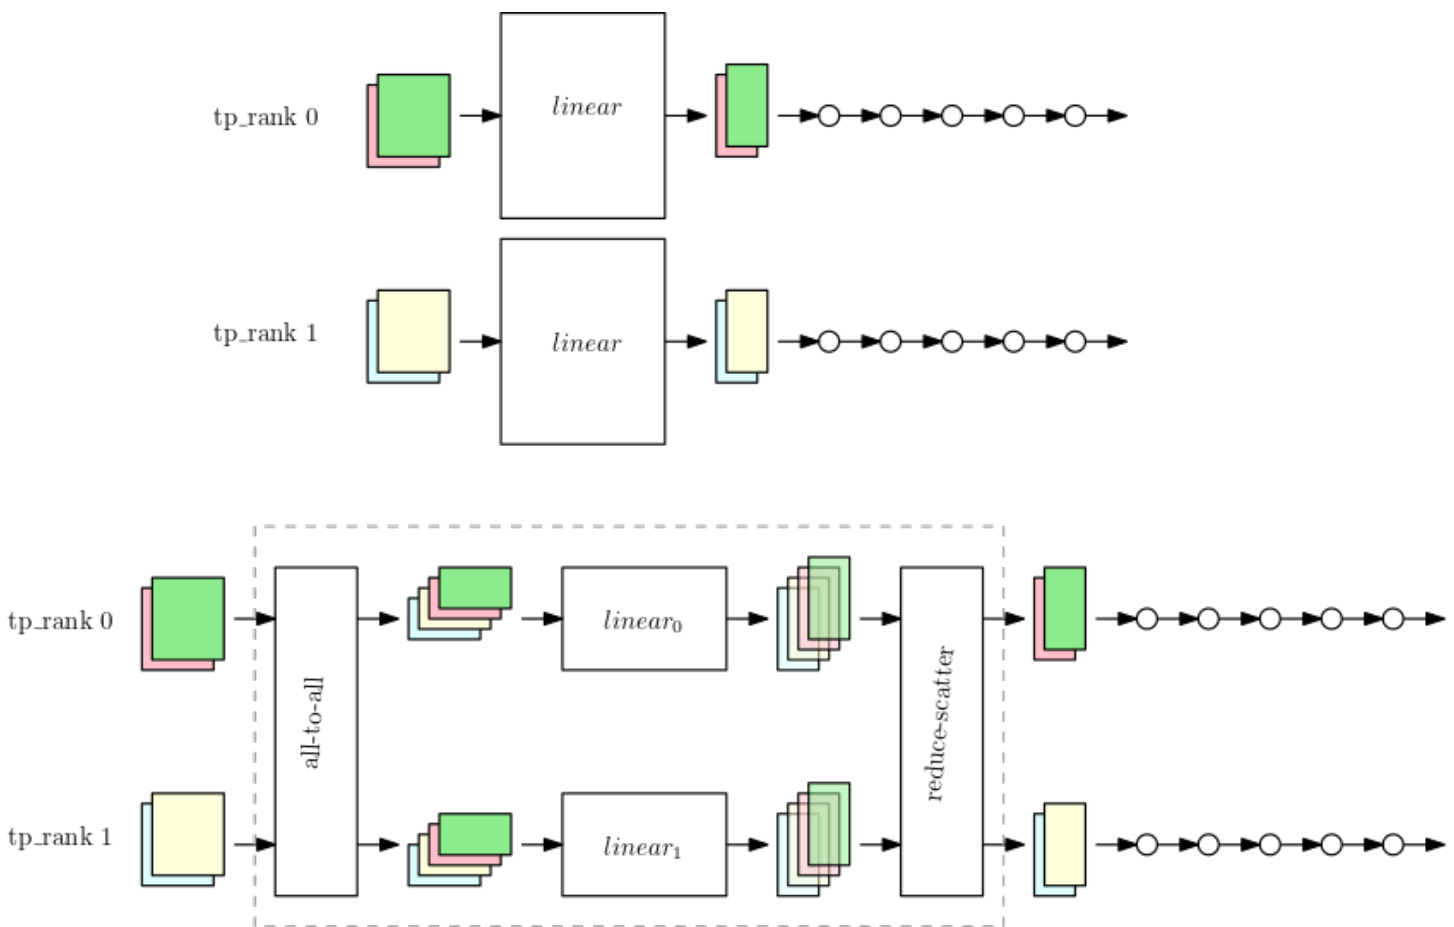 tp_rank 0
linear
tp_rank 1
linear
tp_rank 0
linear₀
all-to-all
reduce-scatter
tp_rank 1
linear₁